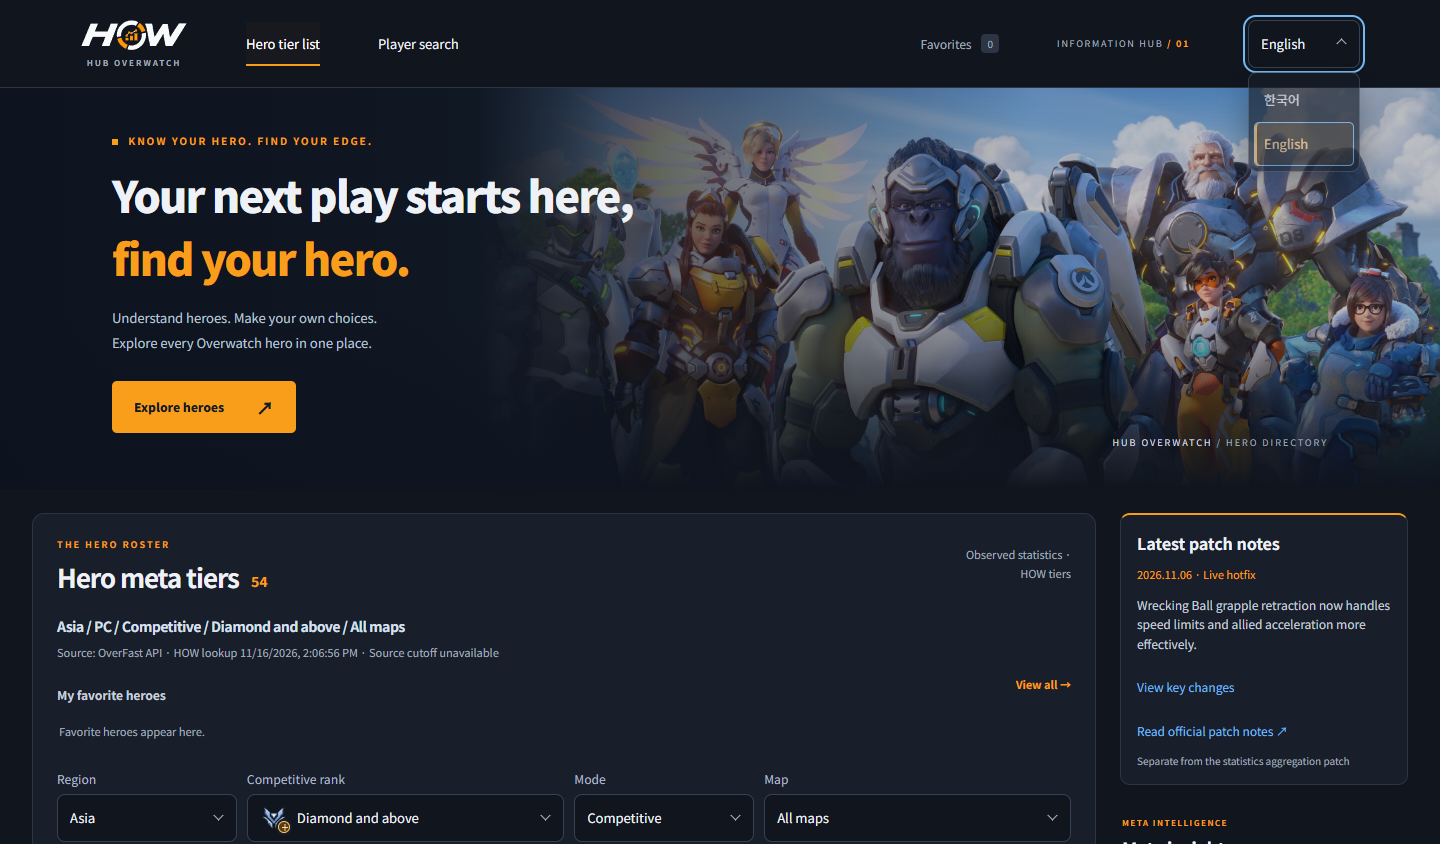 HOW
HUB OVERWATCH
Hero tier list
Player search
Favorites 0
INFORMATION HUB / 01
English
한국어
English
KNOW YOUR HERO. FIND YOUR EDGE.
Your next play starts here,
find your hero.
Understand heroes. Make your own choices.
Explore every Overwatch hero in one place.
Explore heroes ↗
08
HUB OVERWATCH / HERO DIRECTORY
THE HERO ROSTER
Hero meta tiers 54
Observed statistics ·
HOW tiers
Asia / PC / Competitive / Diamond and above / All maps
Source: OverFast API · HOW lookup 11/16/2026, 2:06:56 PM · Source cutoff unavailable
My favorite heroes
View all →
Favorite heroes appear here.
Region
Competitive rank
Mode
Map
Asia
Diamond and above
Competitive
All maps
Latest patch notes
2026.11.06 · Live hotfix
Wrecking Ball grapple retraction now handles
speed limits and allied acceleration more
effectively.
View key changes
Read official patch notes ↗
Separate from the statistics aggregation patch
META INTELLIGENCE